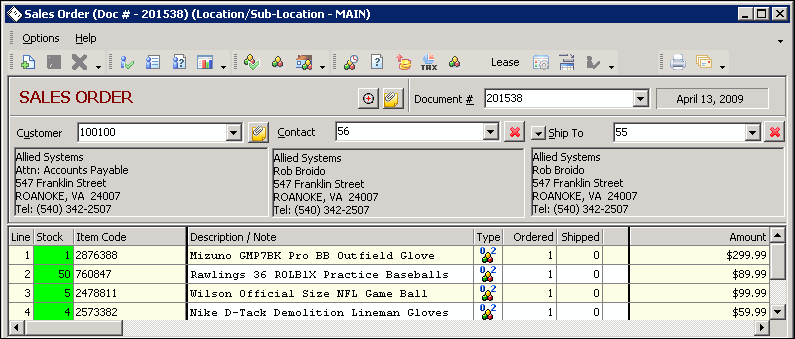 Sales Order (Doc # - 201538) (Location/Sub-Location - MAIN)
Options Help
TAX Lease
SALES ORDER Document # 201538 April 13, 2009
Customer 100100 Contact 56 Ship To 55
Allied Systems
Attn: Accounts Payable
547 Franklin Street
ROANOKE, VA 24007
Tel: (540) 342-2507
Allied Systems
Rob Broido
547 Franklin Street
ROANOKE, VA 24007
Tel: (540) 342-2507
Allied Systems
Rob Broido
547 Franklin Street
ROANOKE, VA 24007
Tel: (540) 342-2507
Line Stock Item Code Description / Note Type Ordered Shipped Amount
1 1 2876388 Mizuno GMP7BK Pro BB Outfield Glove 1 0 $299.99
2 50 760847 Rawlings 36 ROLB1X Practice Baseballs 1 0 $89.99
3 5 2478811 Wilson Official Size NFL Game Ball 1 0 $99.99
4 4 2573382 Nike D-Tack Demolition Lineman Gloves 1 0 $59.99